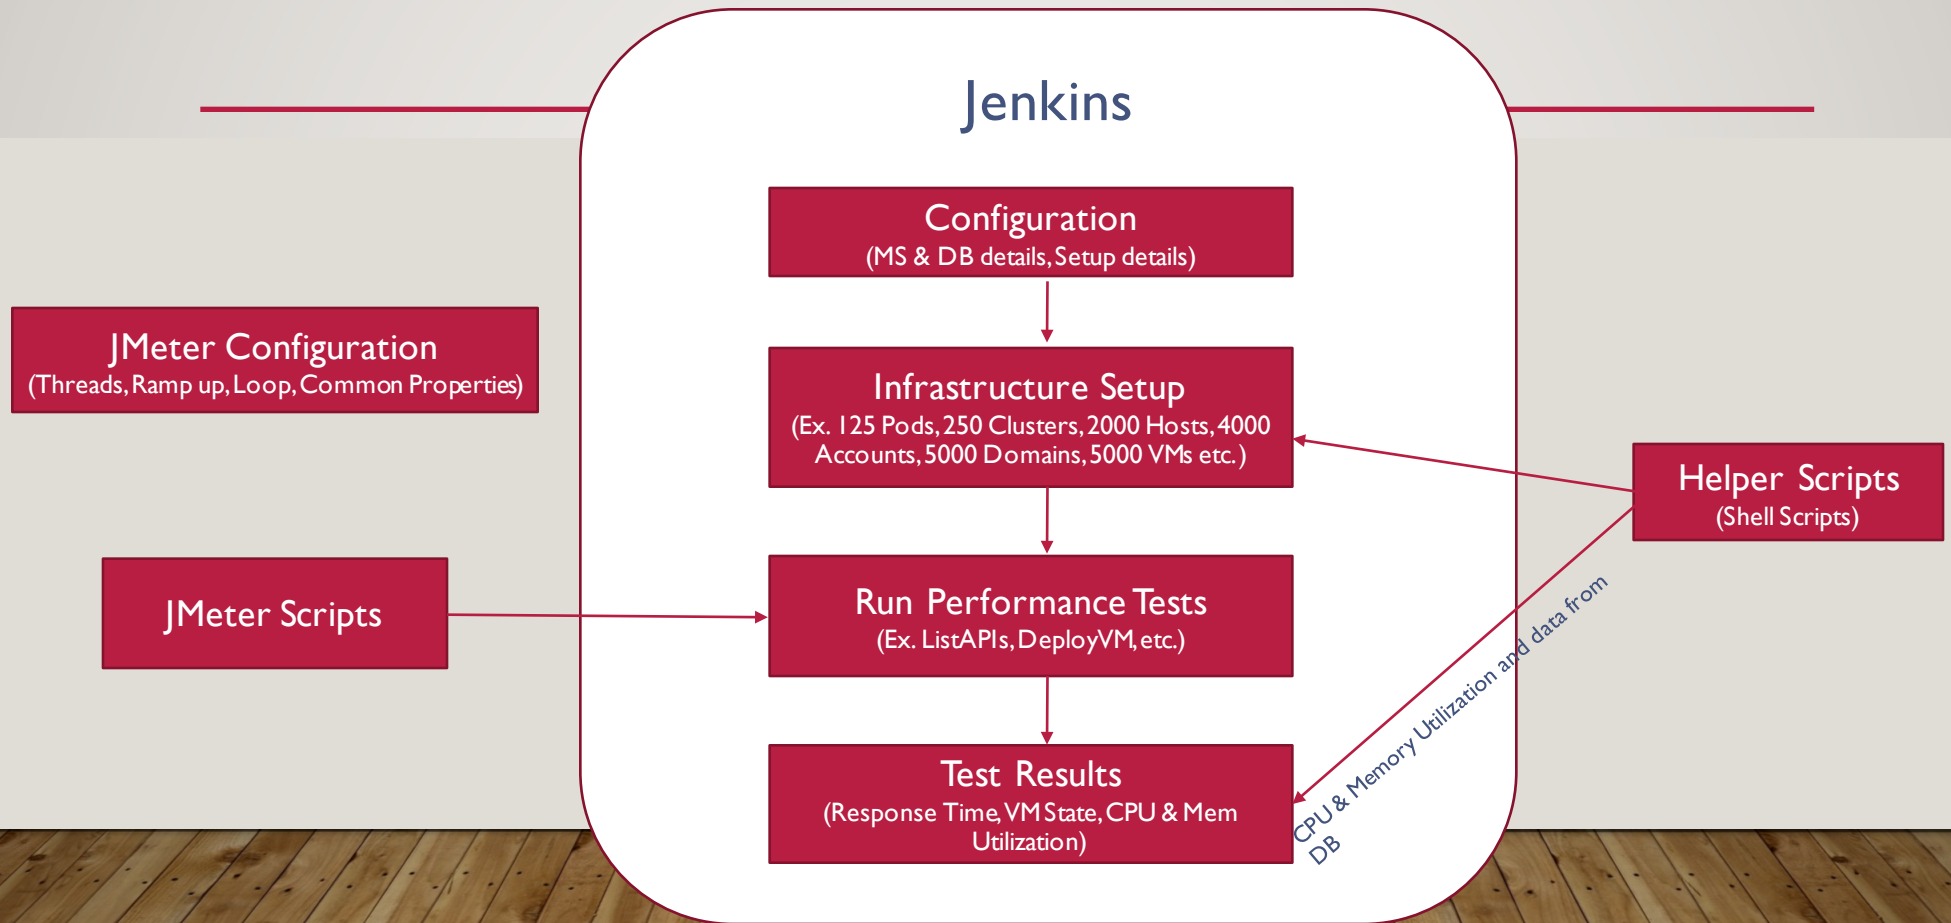 Jenkins
Configuration
(MS & DB details, Setup details)
JMeter Configuration
(Threads, Ramp up, Loop, Common Properties)
Infrastructure Setup
(Ex. 125 Pods, 250 Clusters, 2000 Hosts, 4000
Accounts, 5000 Domains, 5000 VMs etc.)
Helper Scripts
(Shell Scripts)
JMeter Scripts
Run Performance Tests
(Ex. ListAPIs, DeployVM, etc.)
CPU & Memory Utilization and data from
DB
Test Results
(Response Time, VM State, CPU & Mem
Utilization)